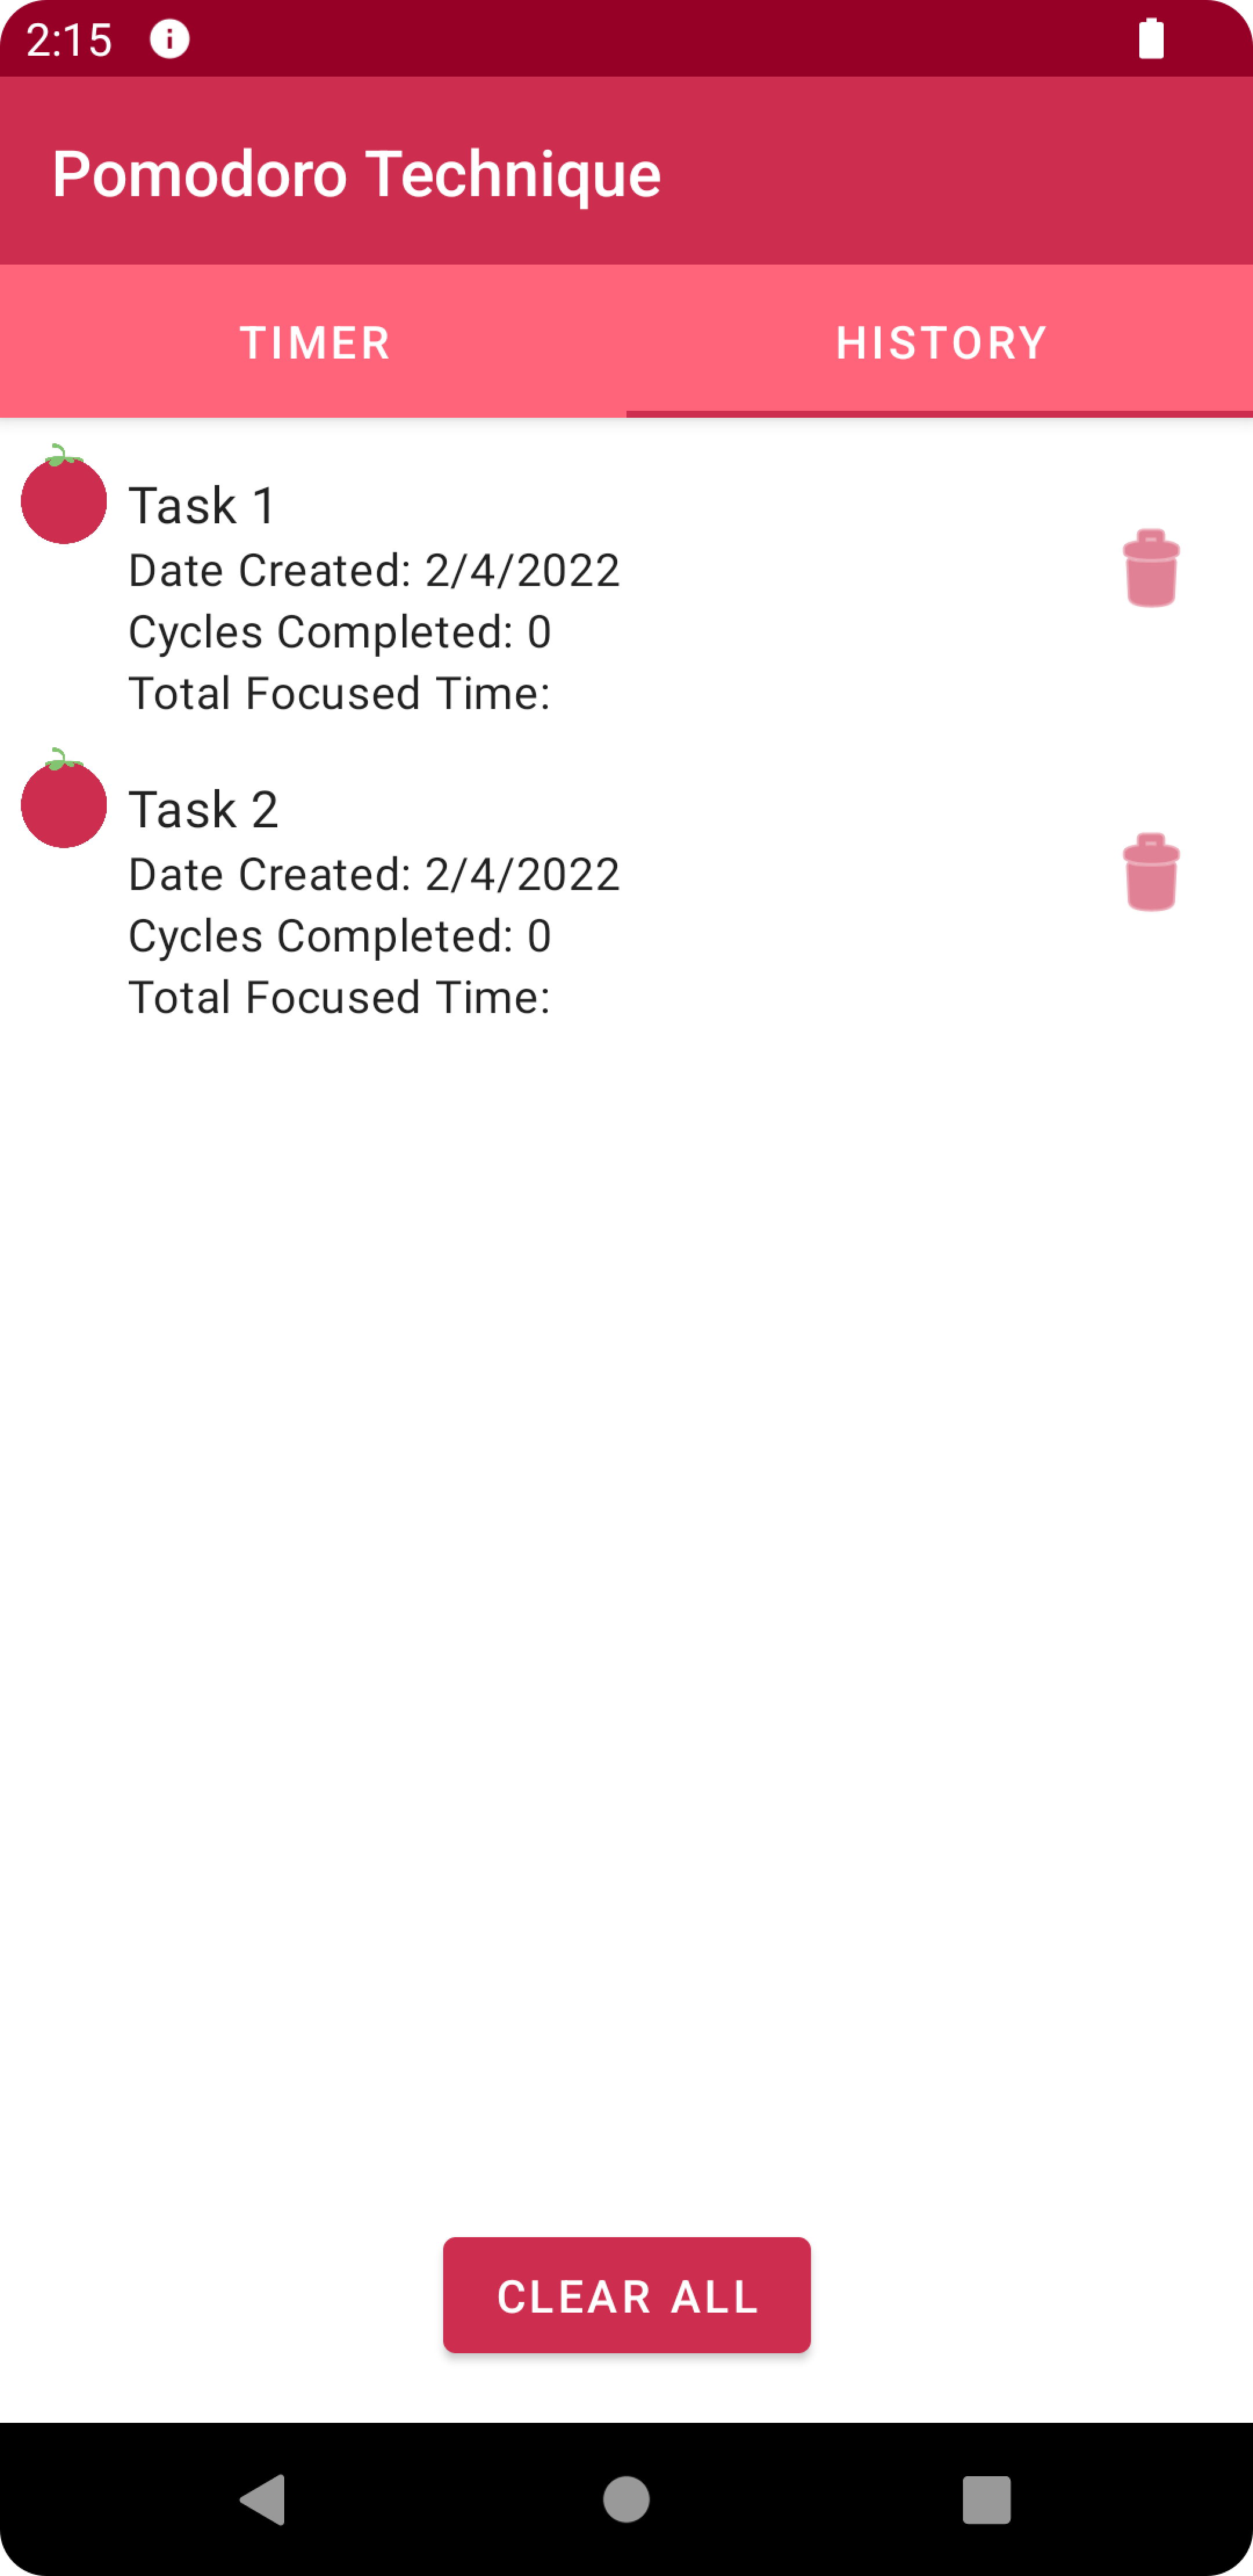 2:15
Pomodoro Technique
TIMER HISTORY
Task 1
Date Created: 2/4/2022
Cycles Completed: 0
Total Focused Time:
Task 2
Date Created: 2/4/2022
Cycles Completed: 0
Total Focused Time:
CLEAR ALL